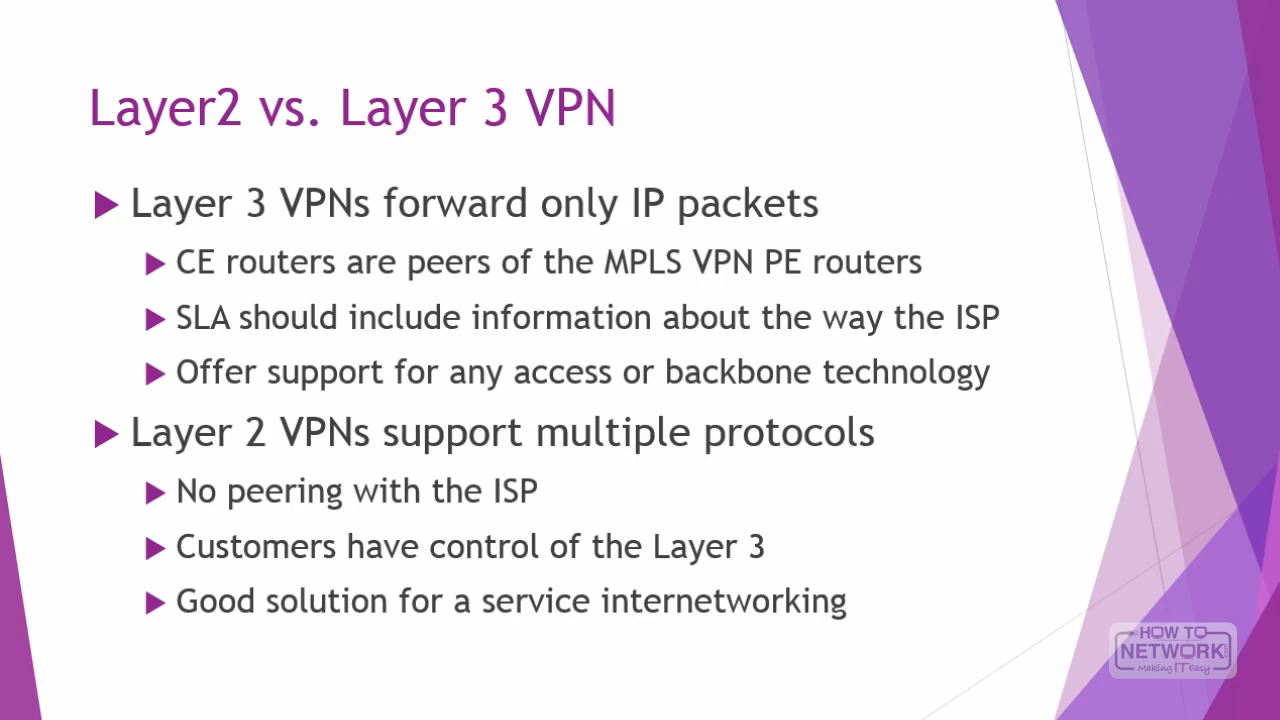 Layer2 vs. Layer 3 VPN
Layer 3 VPNs forward only IP packets
CE routers are peers of the MPLS VPN PE routers
SLA should include information about the way the ISP
Offer support for any access or backbone technology
Layer 2 VPNs support multiple protocols
No peering with the ISP
Customers have control of the Layer 3
Good solution for a service internetworking
HOW TO
NETWORK
Making IT Easy